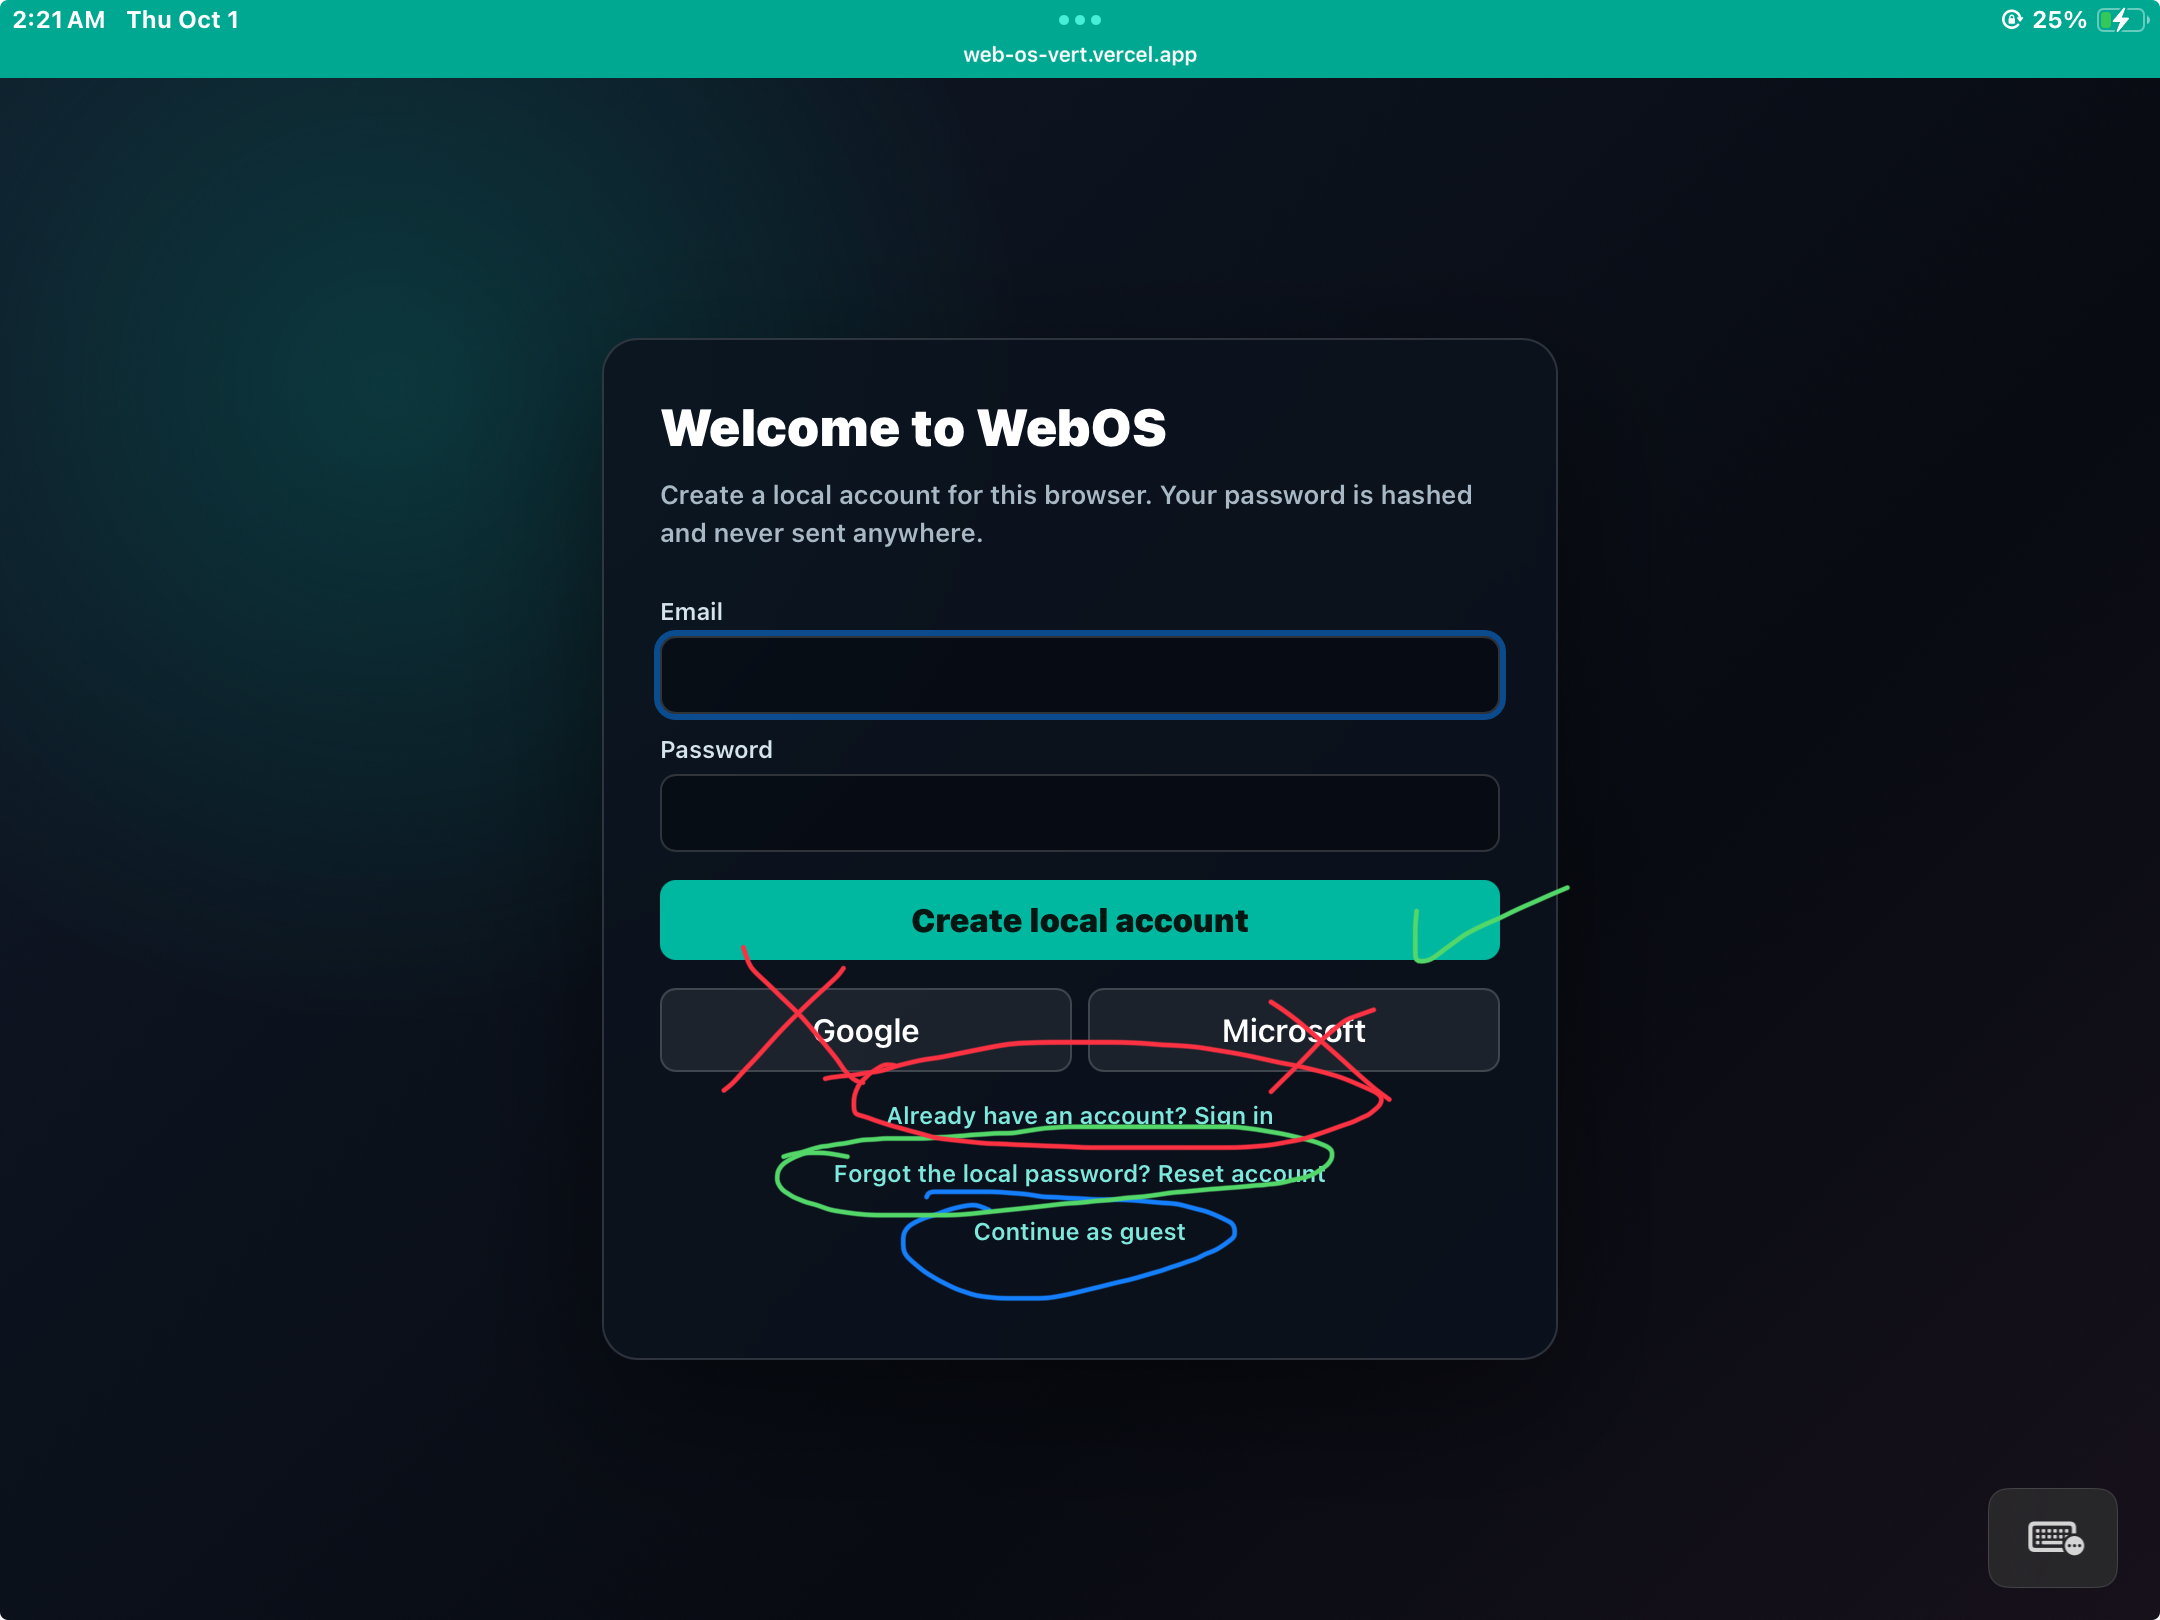 2:21 AM Thu Oct 1
25%
web-os-vert.vercel.app
Welcome to WebOS
Create a local account for this browser. Your password is hashed
and never sent anywhere.
Email
Password
Create local account
Google
Microsoft
Already have an account? Sign in
Forgot the local password? Reset account
Continue as guest